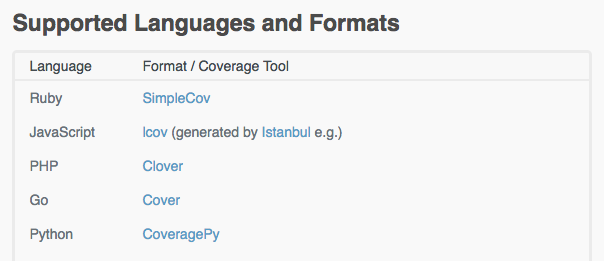 Supported Languages and Formats
Language Format / Coverage Tool
Ruby SimpleCov
JavaScript lcov (generated by Istanbul e.g.)
PHP Clover
Go Cover
Python CoveragePy